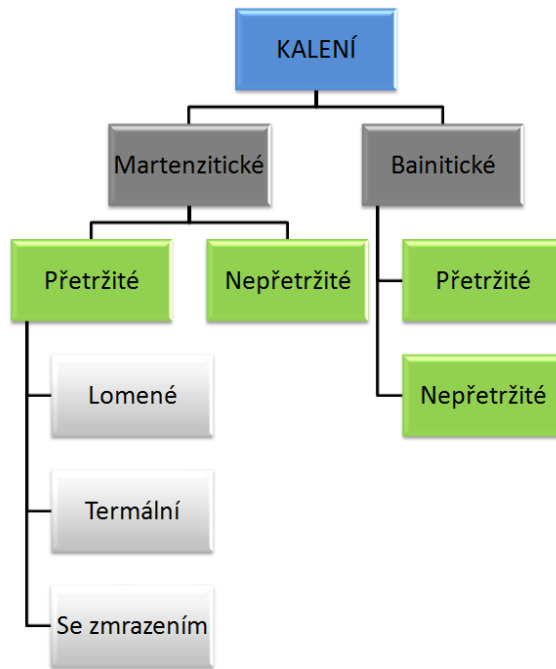 KALENÍ
Martenzitické
Bainitické
Přetržité
Nepřetržité
Přetržité
Lomené
Nepřetržité
Termální
Se zmrazením